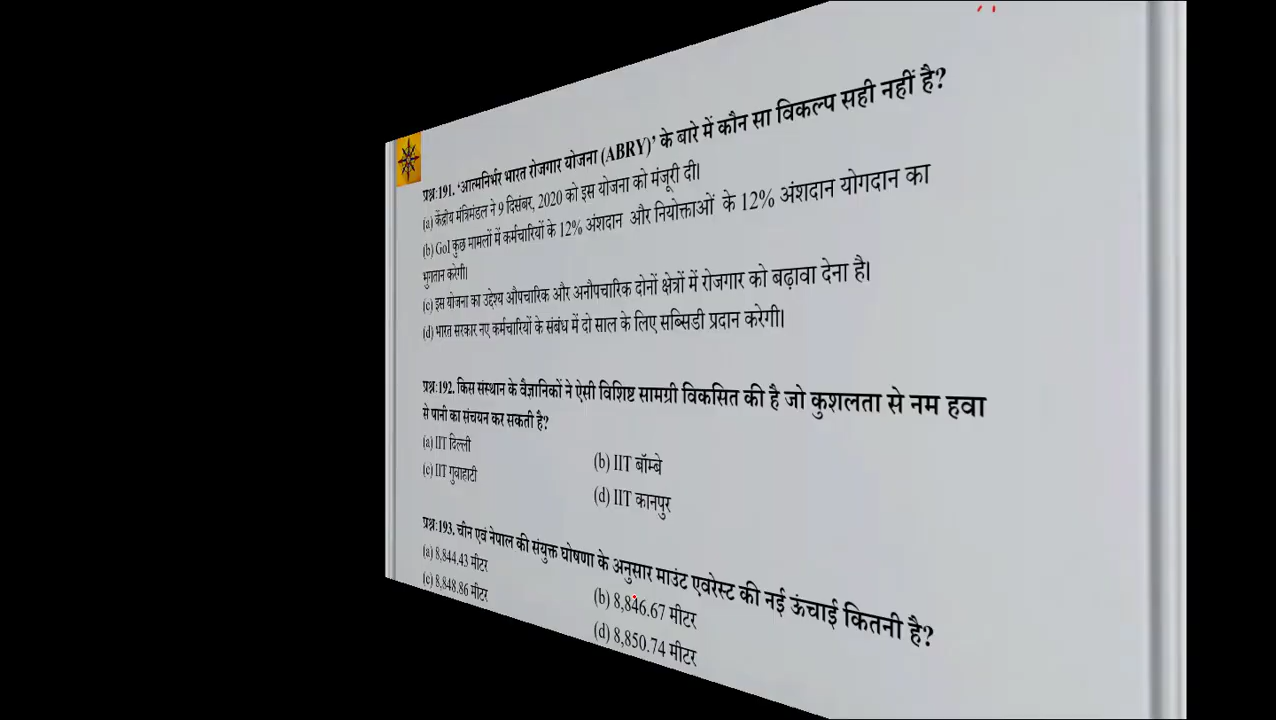 प्रश्न:191. ‘आत्मनिर्भर भारत रोजगार योजना (ABRY)’ के बारे में कौन सा विकल्प सही नहीं है?
(a) केंद्रीय मंत्रिमंडल ने 9 दिसंबर, 2020 को इस योजना को मंजूरी दी।
(b) GoI कुछ मामलों में कर्मचारियों के 12% अंशदान और नियोक्ताओं के 12% अंशदान योगदान का
भुगतान करेगी।
(c) इस योजना का उद्देश्य औपचारिक और अनौपचारिक दोनों क्षेत्रों में रोजगार को बढ़ावा देना है।
(d) भारत सरकार नए कर्मचारियों के संबंध में दो साल के लिए सब्सिडी प्रदान करेगी।
प्रश्न:192. किस संस्थान के वैज्ञानिकों ने ऐसी विशिष्ट सामग्री विकसित की है जो कुशलता से नम हवा
से पानी का संचयन कर सकती है?
(a) IIT दिल्ली (b) IIT बॉम्बे
(c) IIT गुवाहाटी (d) IIT कानपुर
प्रश्न:193. चीन एवं नेपाल की संयुक्त घोषणा के अनुसार माउंट एवरेस्ट की नई ऊंचाई कितनी है?
(a) 8,844.43 मीटर (b) 8,846.67 मीटर
(c) 8,848.86 मीटर (d) 8,850.74 मीटर